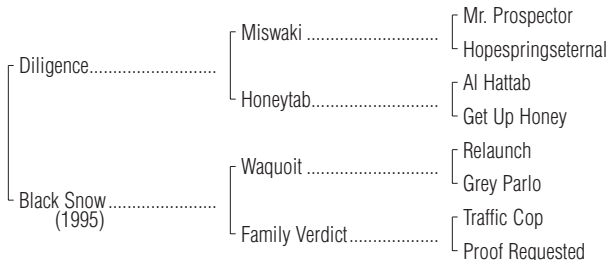 Mr. Prospector
Miswaki ..................................
Hopespringseternal
Diligence.................................
Al Hattab
Honeytab.................................
Get Up Honey
Relaunch
Waquoit ..................................
Grey Parlo
Black Snow............................
(1995)
Traffic Cop
Family Verdict........................
Proof Requested